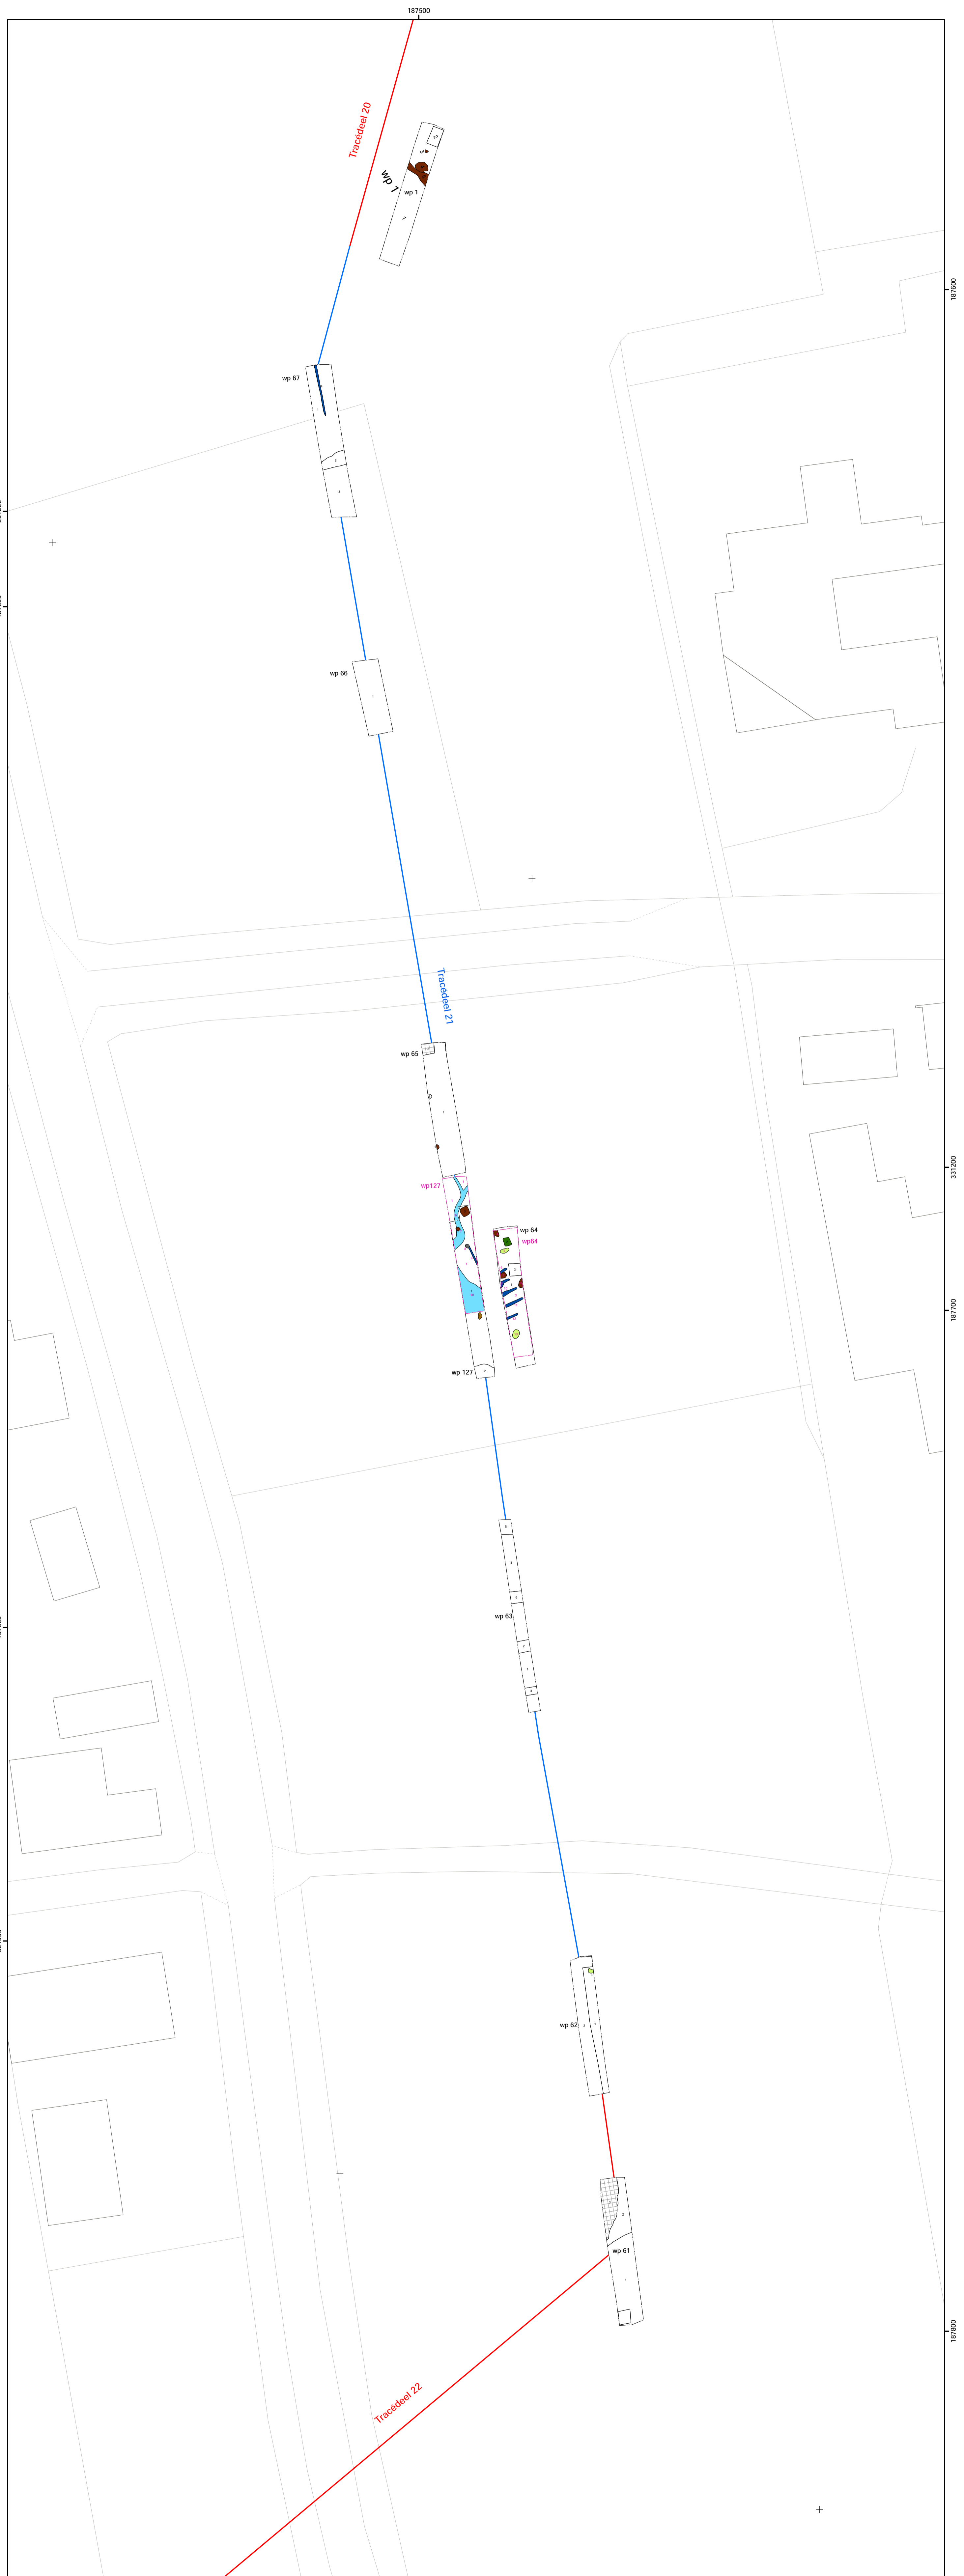 187500
Tracédeel 20
wp 1
wp 1
187600
wp 67
wp 66
Tracédeel 21
wp 65
331200
wp127
wp 64
wp64
187700
wp 127
wp 63
wp 62
wp 61
187800
Tracédeel 22